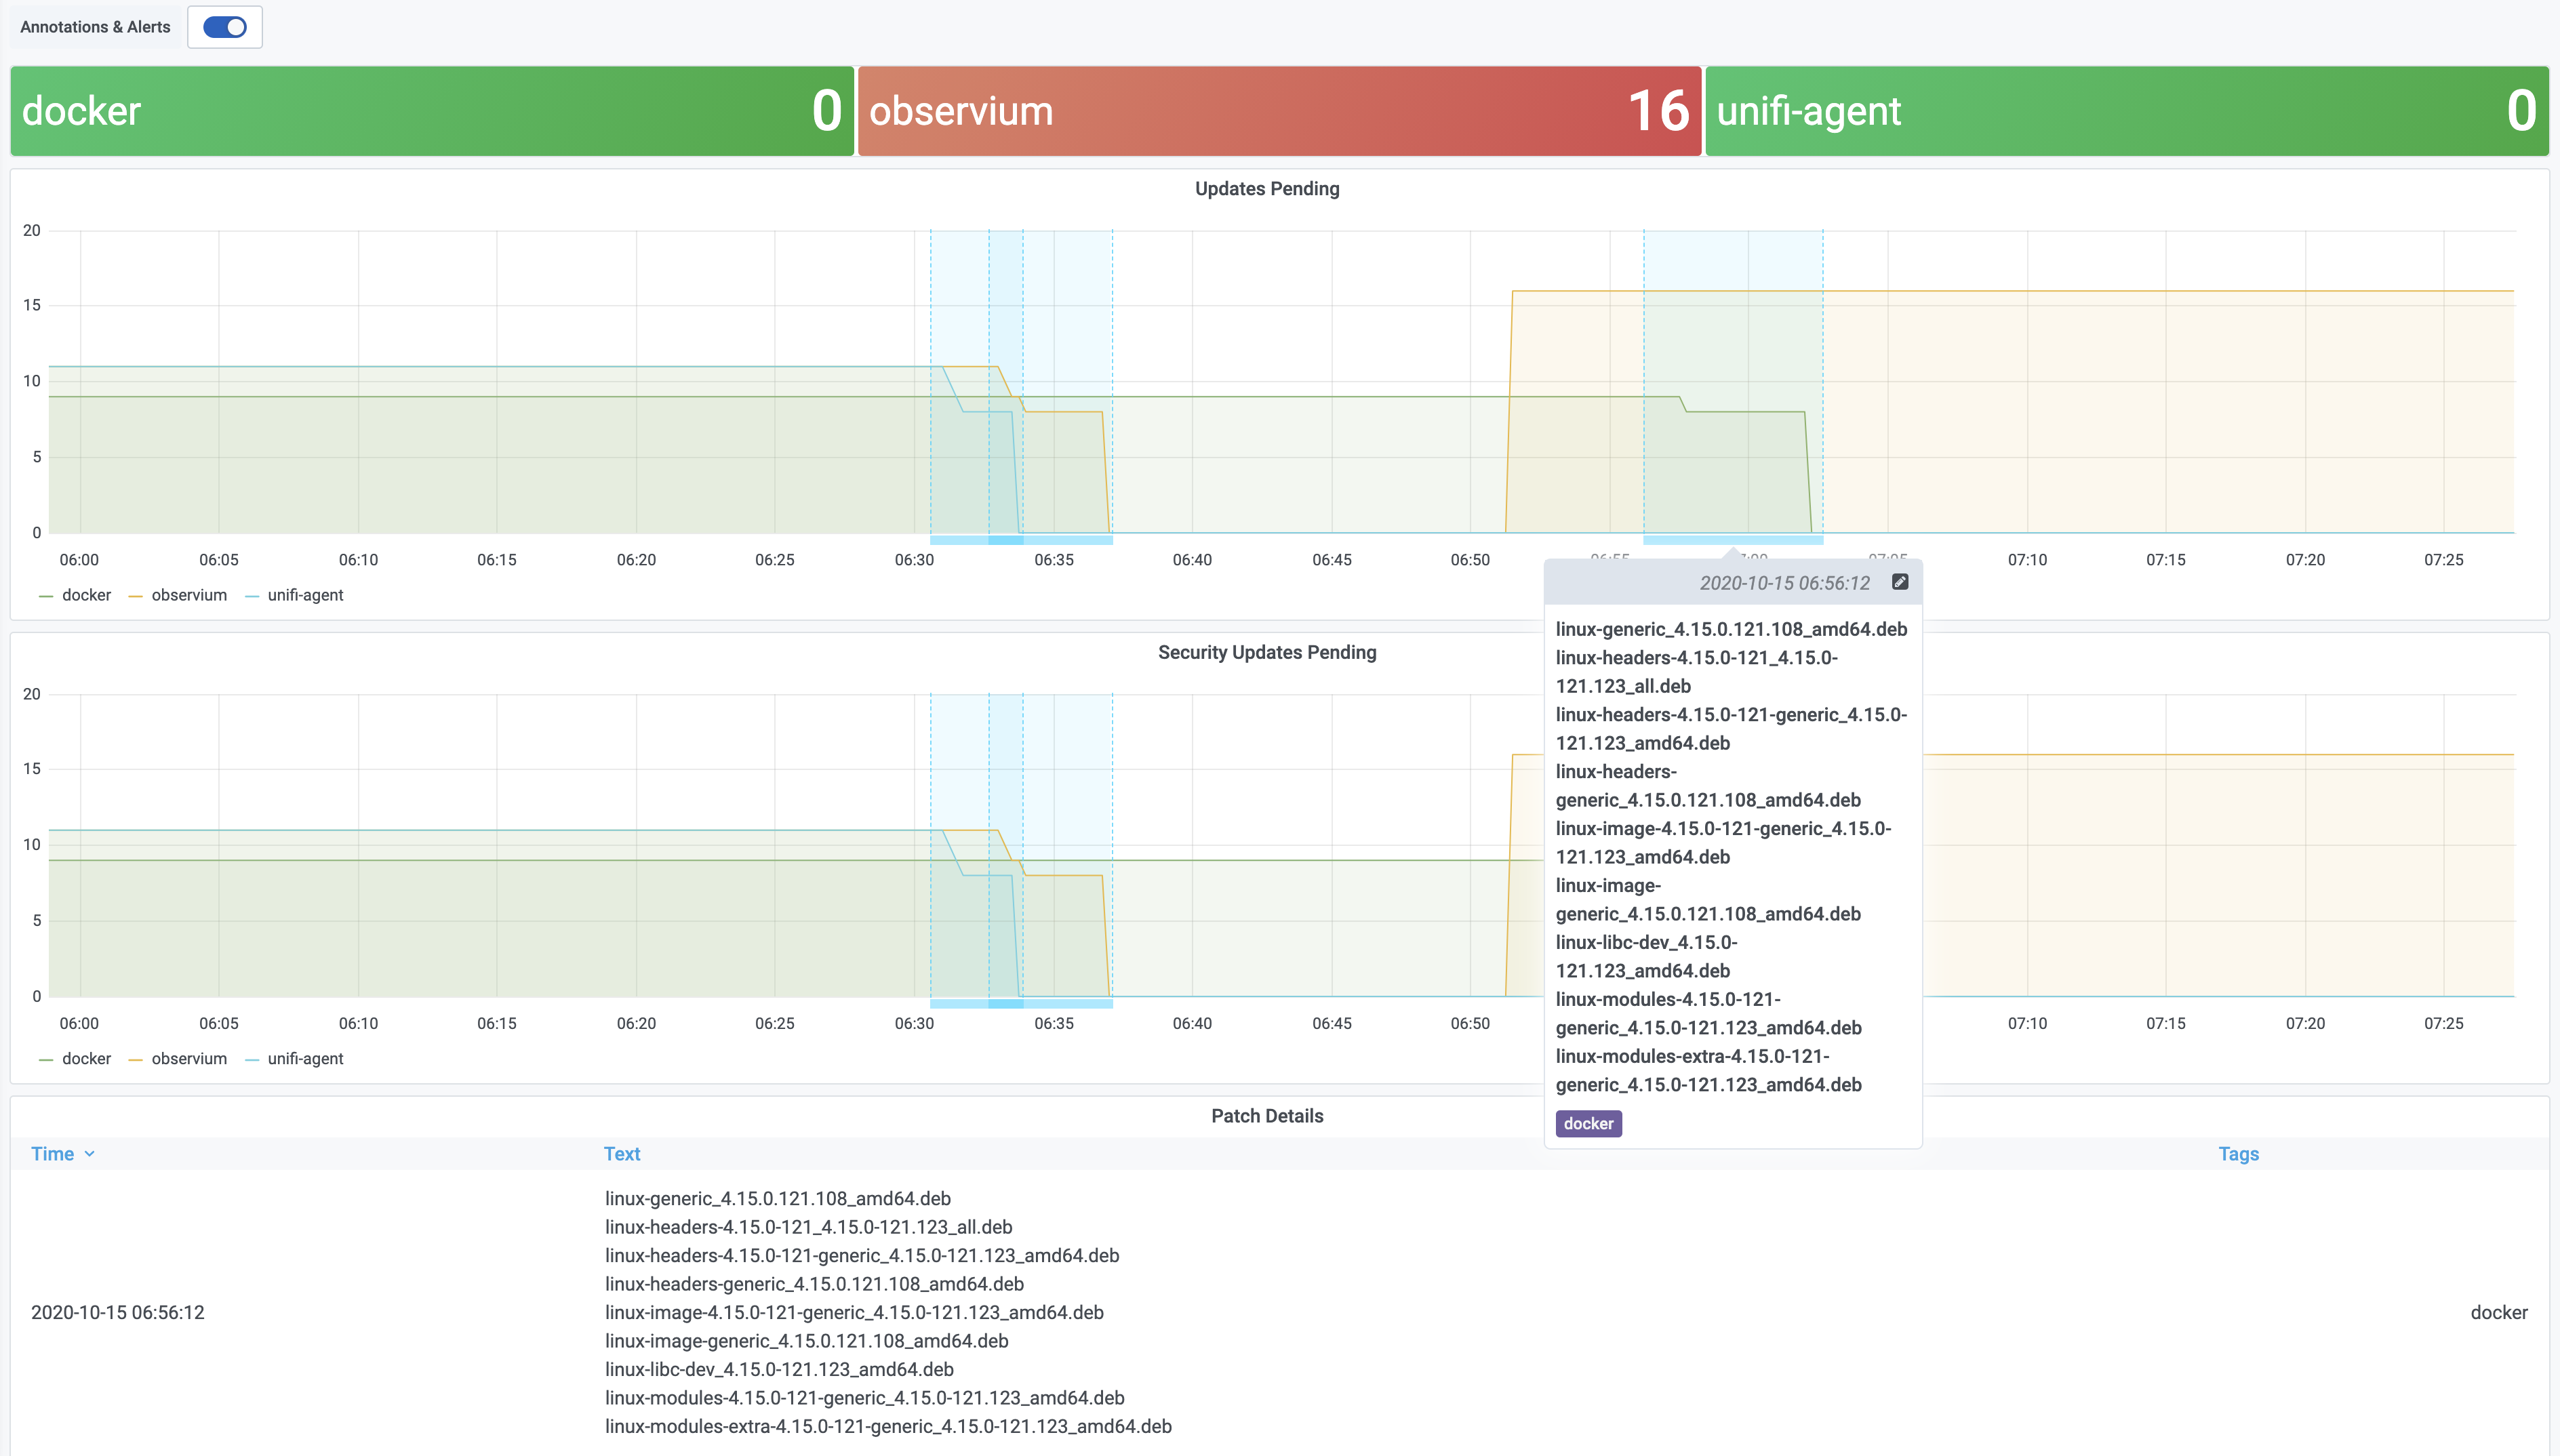 Annotations & Alerts
docker 0
observium 16
unifi-agent 0
Updates Pending
20
15
10
5
0
06:00 06:05 06:10 06:15 06:20 06:25 06:30 06:35 06:40 06:45 06:50 06:55 7:00 07:05 07:10 07:15 07:20 07:25
docker observium unifi-agent
2020-10-15 06:56:12
linux-generic_4.15.0.121.108_amd64.deb
linux-headers-4.15.0-121_4.15.0-
121.123_all.deb
linux-headers-4.15.0-121-generic_4.15.0-
121.123_amd64.deb
linux-headers-
generic_4.15.0.121.108_amd64.deb
linux-image-4.15.0-121-generic_4.15.0-
121.123_amd64.deb
linux-image-
generic_4.15.0.121.108_amd64.deb
linux-libc-dev_4.15.0-
121.123_amd64.deb
linux-modules-4.15.0-121-
generic_4.15.0-121.123_amd64.deb
linux-modules-extra-4.15.0-121-
generic_4.15.0-121.123_amd64.deb
docker
Security Updates Pending
20
15
10
5
0
06:00 06:05 06:10 06:15 06:20 06:25 06:30 06:35 06:40 06:45 06:50 07:10 07:15 07:20 07:25
docker observium unifi-agent
Patch Details
Time Text Tags
2020-10-15 06:56:12
linux-generic_4.15.0.121.108_amd64.deb
linux-headers-4.15.0-121_4.15.0-121.123_all.deb
linux-headers-4.15.0-121-generic_4.15.0-121.123_amd64.deb
linux-headers-generic_4.15.0.121.108_amd64.deb
linux-image-4.15.0-121-generic_4.15.0-121.123_amd64.deb
linux-image-generic_4.15.0.121.108_amd64.deb
linux-libc-dev_4.15.0-121.123_amd64.deb
linux-modules-4.15.0-121-generic_4.15.0-121.123_amd64.deb
linux-modules-extra-4.15.0-121-generic_4.15.0-121.123_amd64.deb
docker